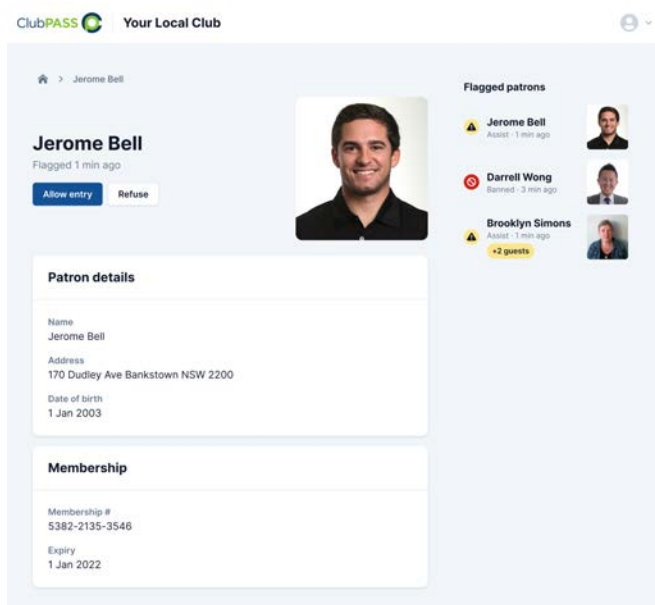 ClubPASS Your Local Club
Jerome Bell
Jerome Bell
Flagged 1 min ago
Allow entry Refuse
Patron details
Name
Jerome Bell
Address
170 Dudley Ave Bankstown NSW 2200
Date of birth
1 Jan 2003
Membership
Membership #
5382-2135-3546
Expiry
1 Jan 2022
Flagged patrons
Jerome Bell
Assist · 1 min ago
Darrell Wong
Banned · 3 min ago
Brooklyn Simons
Assist · 1 min ago
+2 guests